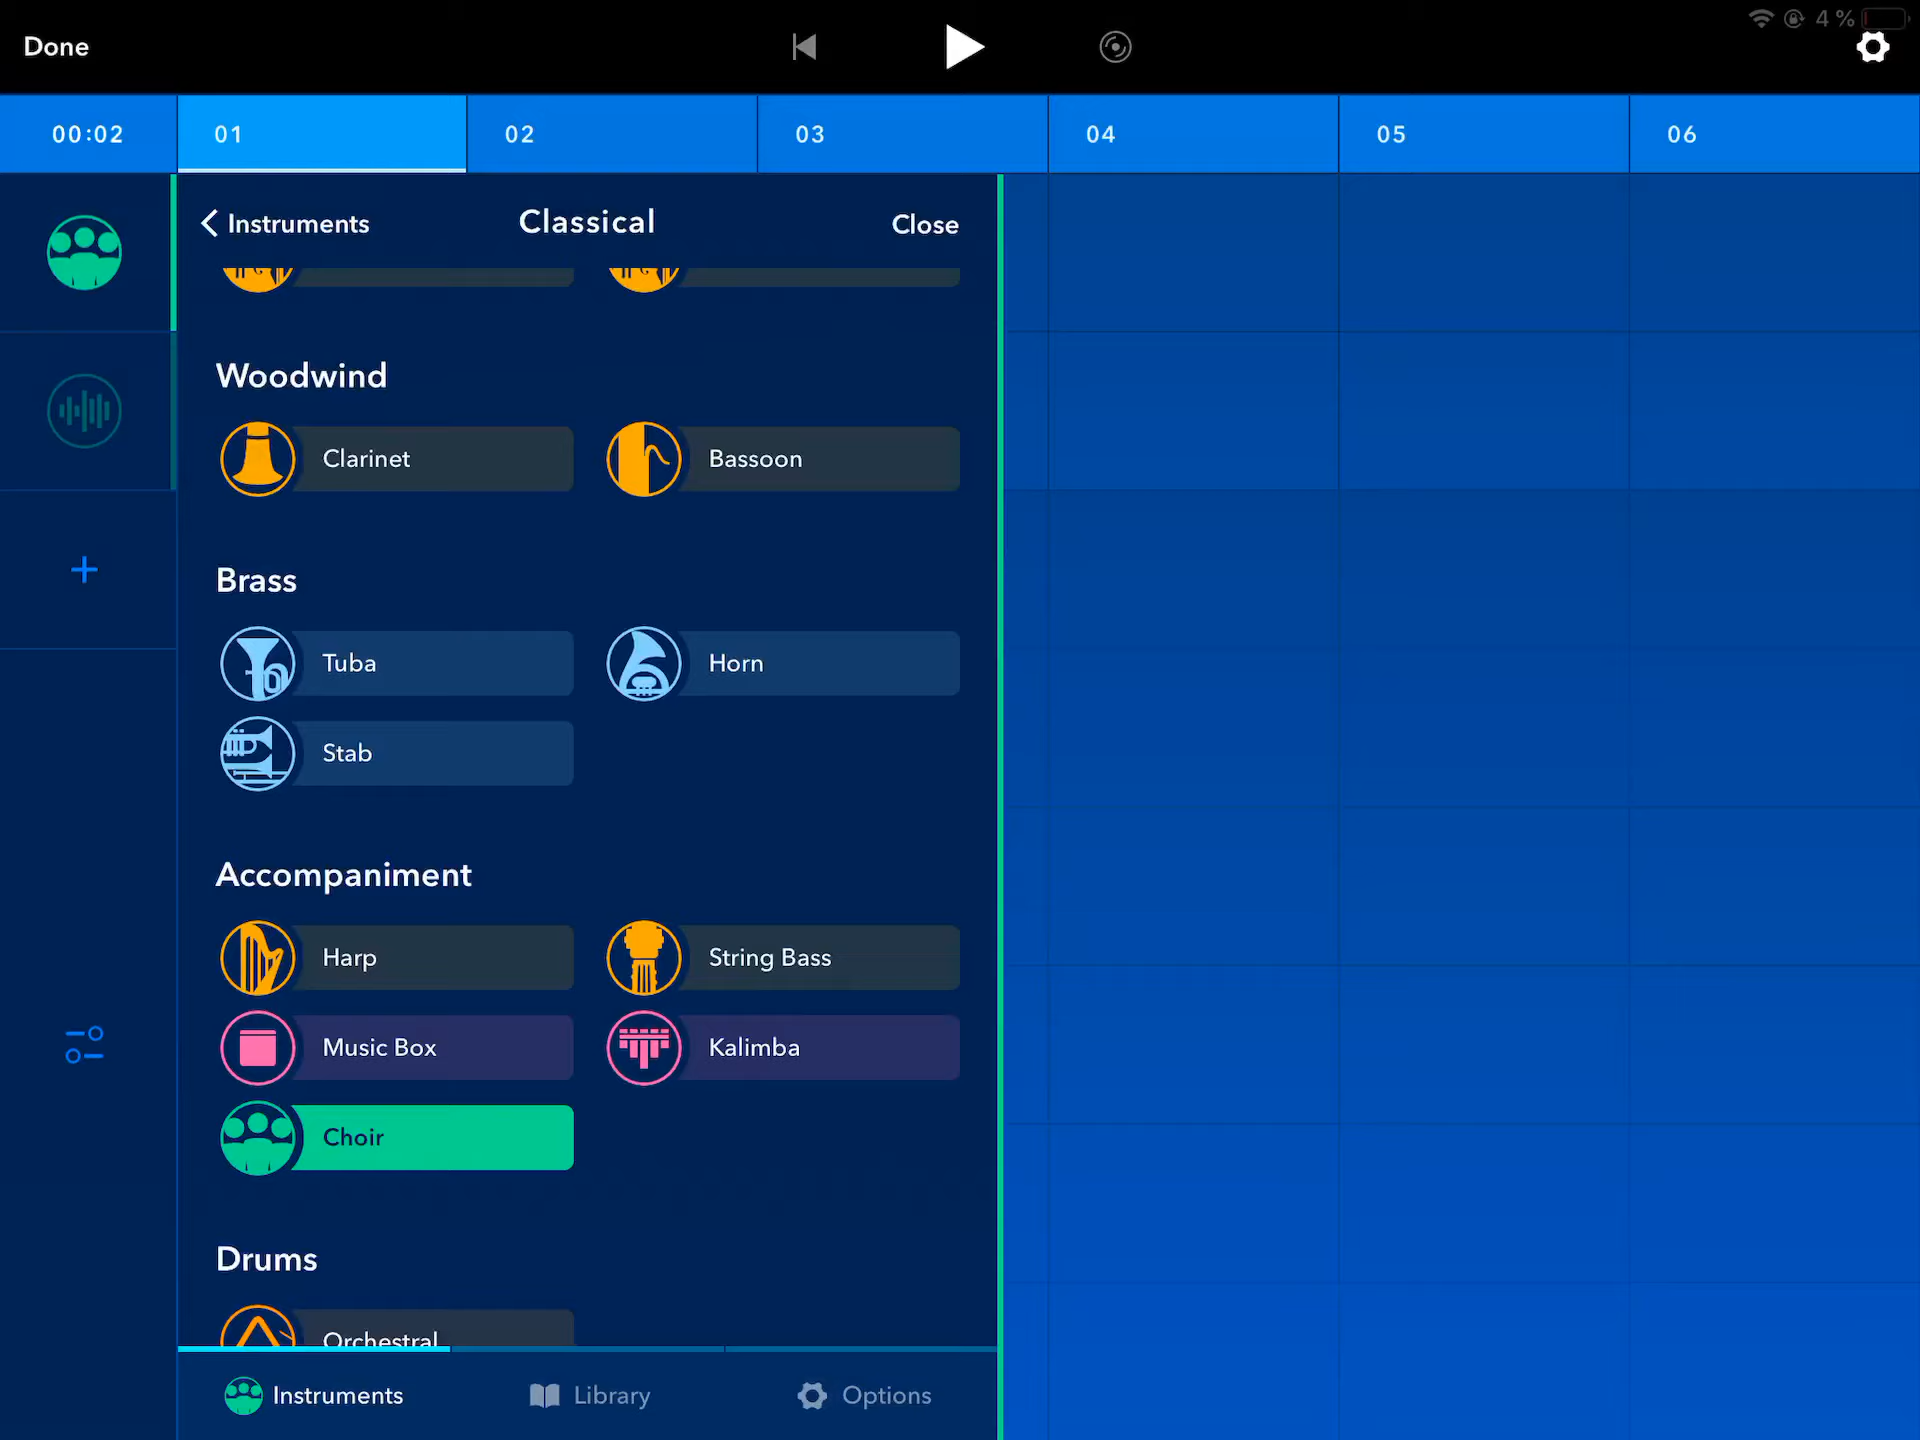 4 %
Done
00:02 01 02 03 04 05 06
Instruments Classical Close
Woodwind
Clarinet Bassoon
Brass
Tuba Horn
Stab
Accompaniment
Harp String Bass
Music Box Kalimba
Choir
Drums
Orchestral
Instruments Library Options